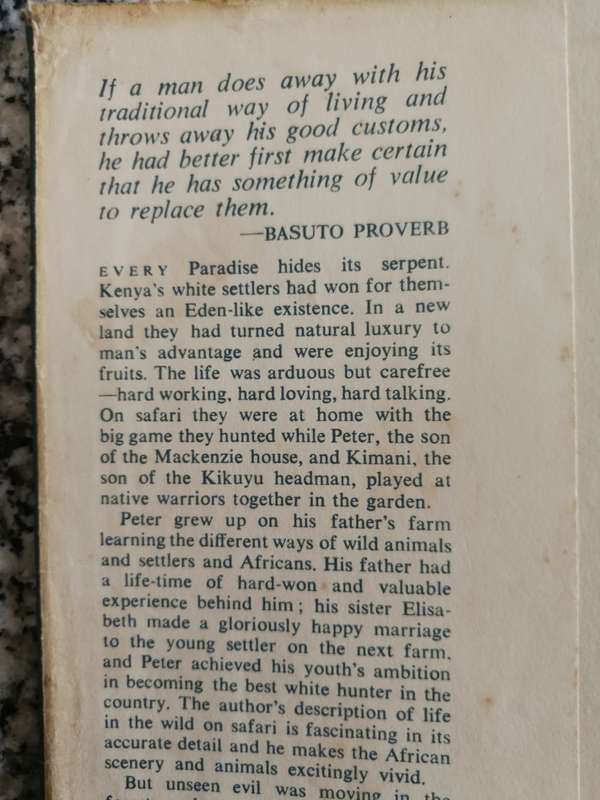 If a man does away with his
traditional way of living and
throws away his good customs,
he had better first make certain
that he has something of value
to replace them.
—BASUTO PROVERB
EVERY Paradise hides its serpent.
Kenya's white settlers had won for them-
selves an Eden-like existence. In a new
land they had turned natural luxury to
man's advantage and were enjoying its
fruits. The life was arduous but carefree
—hard working, hard loving, hard talking.
On safari they were at home with the
big game they hunted while Peter, the son
of the Mackenzie house, and Kimani, the
son of the Kikuyu headman, played at
native warriors together in the garden.
Peter grew up on his father's farm
learning the different ways of wild animals
and settlers and Africans. His father had
a life-time of hard-won and valuable
experience behind him; his sister Elisa-
beth made a gloriously happy marriage
to the young settler on the next farm,
and Peter achieved his youth's ambition
in becoming the best white hunter in the
country. The author's description of life
in the wild on safari is fascinating in its
accurate detail and he makes the African
scenery and animals excitingly vivid.
But unseen evil was moving in the